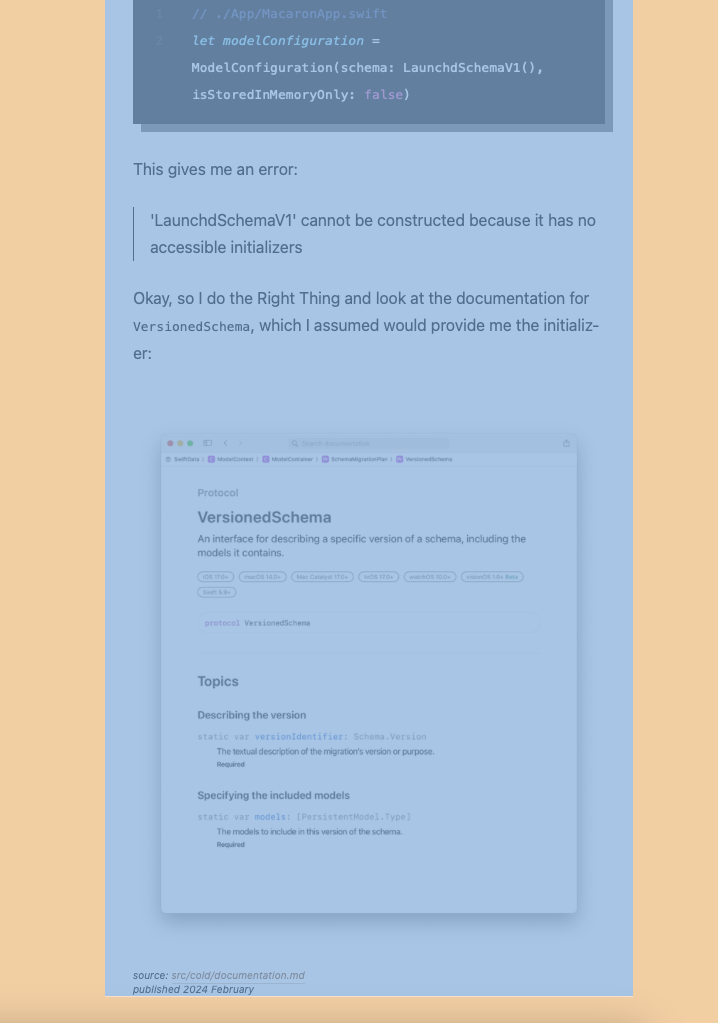 1 // ./App/MacaronApp.swift
2 let modelConfiguration =
ModelConfiguration(schema: LaunchdSchemaV1(),
isStoredInMemoryOnly: false)
This gives me an error:
'LaunchdSchemaV1' cannot be constructed because it has no
accessible initializers
Okay, so I do the Right Thing and look at the documentation for
VersionedSchema, which I assumed would provide me the initializ-
er:
Search documentation
SwiftData ModelContext ModelContainer SchemaMigrationPlan VersionedSchema
Protocol
VersionedSchema
An interface for describing a specific version of a schema, including the
models it contains.
iOS 17.0+ macOS 14.0+ Mac Catalyst 17.0+ tvOS 17.0+ watchOS 10.0+ visionOS 1.0+ Beta
Swift 5.9+
protocol VersionedSchema
Topics
Describing the version
static var versionIdentifier: Schema.Version
The textual description of the migration's version or purpose.
Required
Specifying the included models
static var models: [PersistentModel.Type]
The models to include in this version of the schema.
Required
source: src/cold/documentation.md
published 2024 February